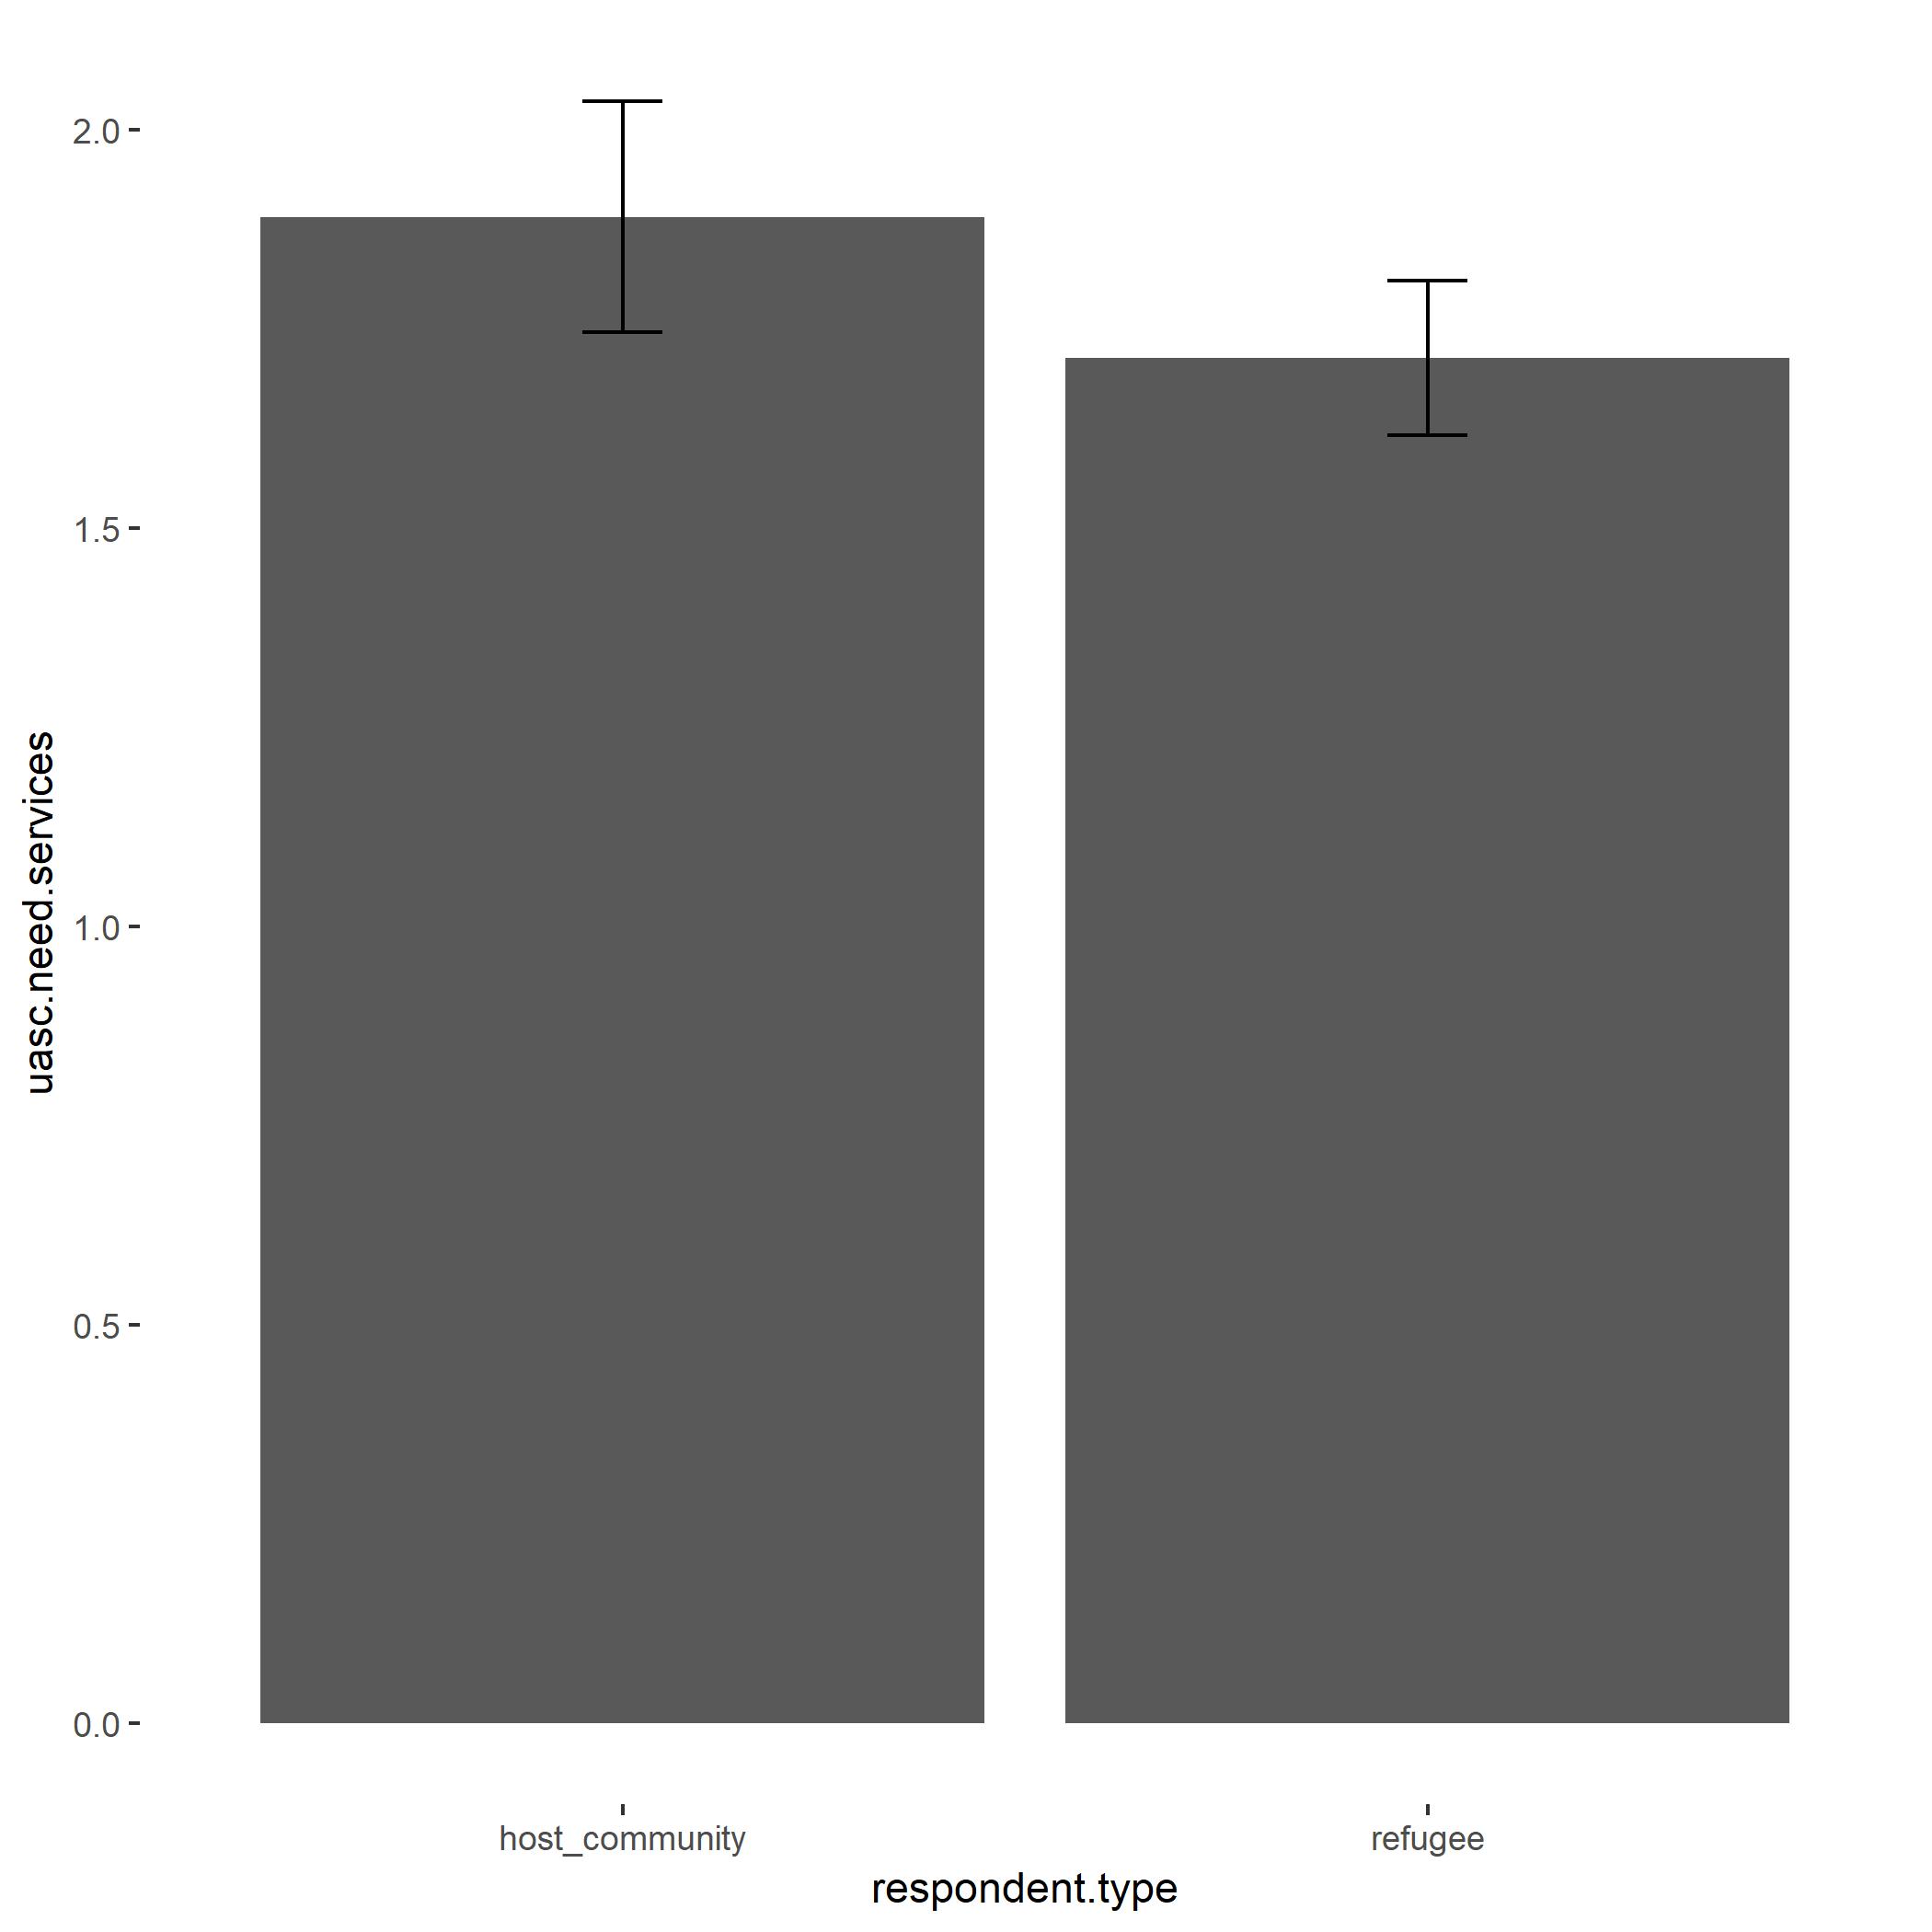 uasc.need.services
2.0
1.5
1.0
0.5
0.0
host_community
refugee
respondent.type